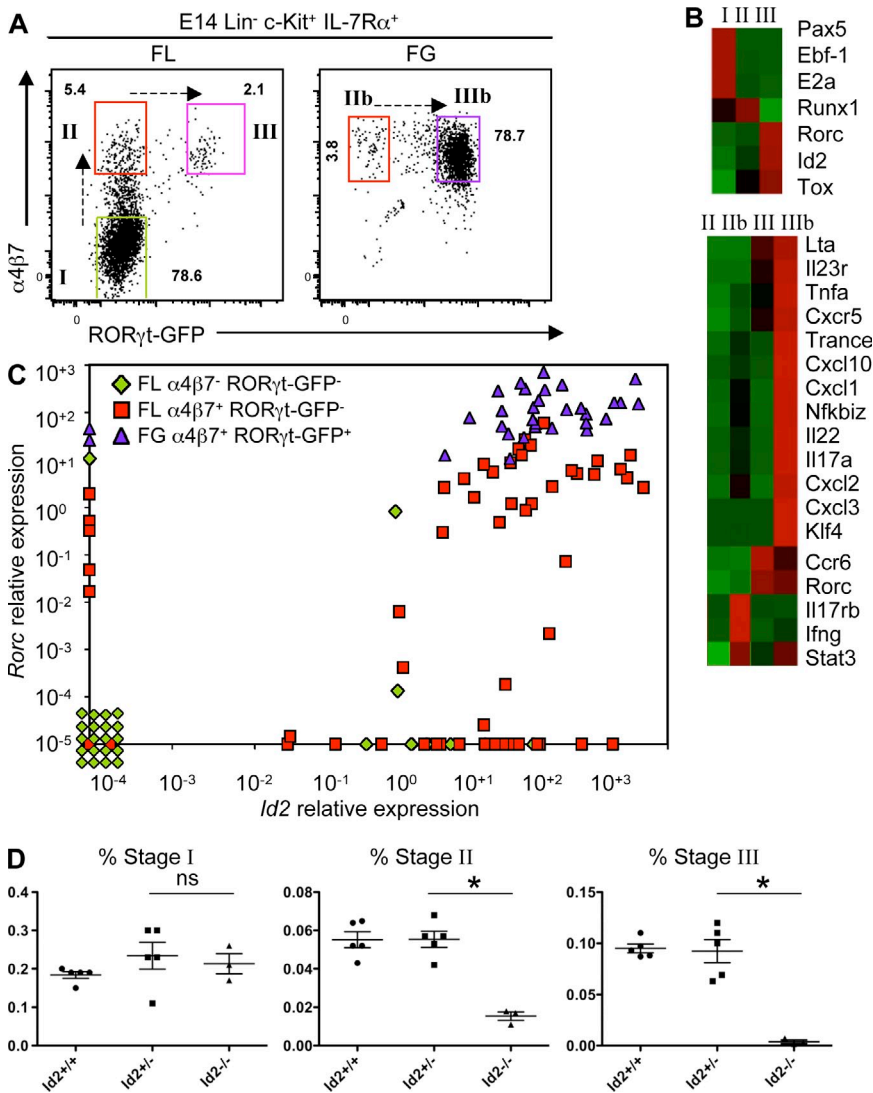 A
E14 Lin- c-Kit+ IL-7Rα+
FL
FG
5.4
2.1
II
III
I
78.6
IIb
IIIb
3.8
78.7
α4β7
0
0
0
0
RORγt-GFP
B
I II III
Pax5
Ebf-1
E2a
Runx1
Rorc
Id2
Tox
II IIb III IIIb
Lta
Il23r
Tnfa
Cxcr5
Trance
Cxcl10
Cxcl1
Nfkbiz
Il22
Il17a
Cxcl2
Cxcl3
Klf4
Ccr6
Rorc
Il17rb
Ifng
Stat3
C
FL α4β7- RORγt-GFP-
FL α4β7+ RORγt-GFP-
FG α4β7+ RORγt-GFP+
Rorc relative expression
10+3
10+2
10+1
10^0
10-1
10-2
10-3
10-4
10-5
10-4 10-3 10-2 10-1 10^0 10+1 10+2 10+3
Id2 relative expression
D
% Stage I
ns
0.4
0.3
0.2
0.1
0.0
Id2+/+ Id2+/- Id2-/-
% Stage II
*
0.08
0.06
0.04
0.02
0.00
Id2+/+ Id2+/- Id2-/-
% Stage III
*
0.15
0.10
0.05
0.00
Id2+/+ Id2+/- Id2-/-